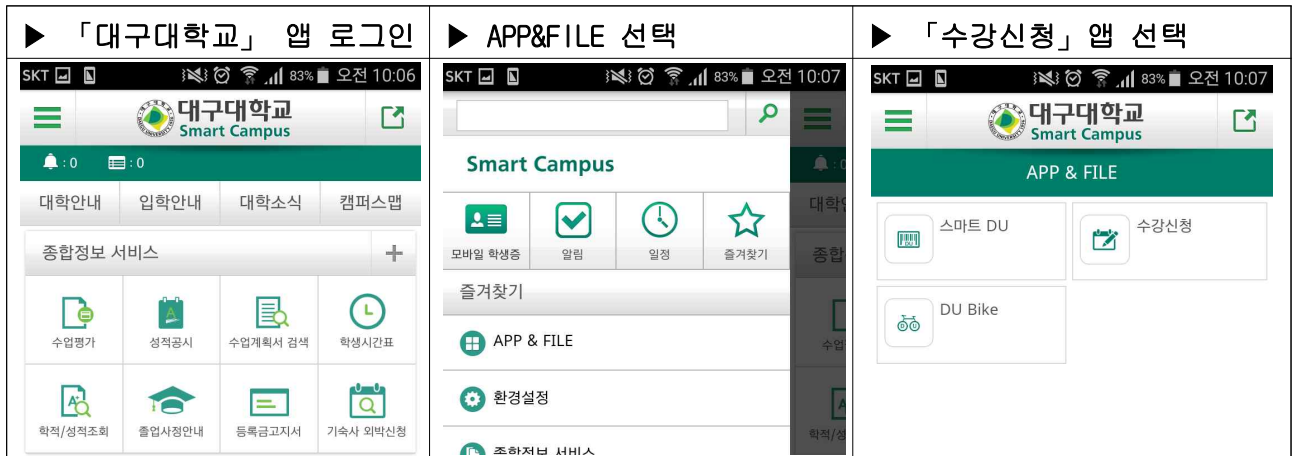 ▶ 「대구대학교」 앱 로그인
SKT 83% 오전 10:06
대구대학교
Smart Campus
: 0 : 0
대학안내 입학안내 대학소식 캠퍼스맵
종합정보 서비스 +
수업평가 성적공시 수업계획서 검색 학생시간표
학적/성적조회 졸업사정안내 등록금고지서 기숙사 외박신청
▶ APP&FILE 선택
SKT 83% 오전 10:07
Smart Campus
모바일 학생증 알림 일정 즐겨찾기
즐겨찾기
APP & FILE
환경설정
종합정보 서비스
▶ 「수강신청」 앱 선택
SKT 83% 오전 10:07
대구대학교
Smart Campus
APP & FILE
스마트 DU 수강신청
DU Bike